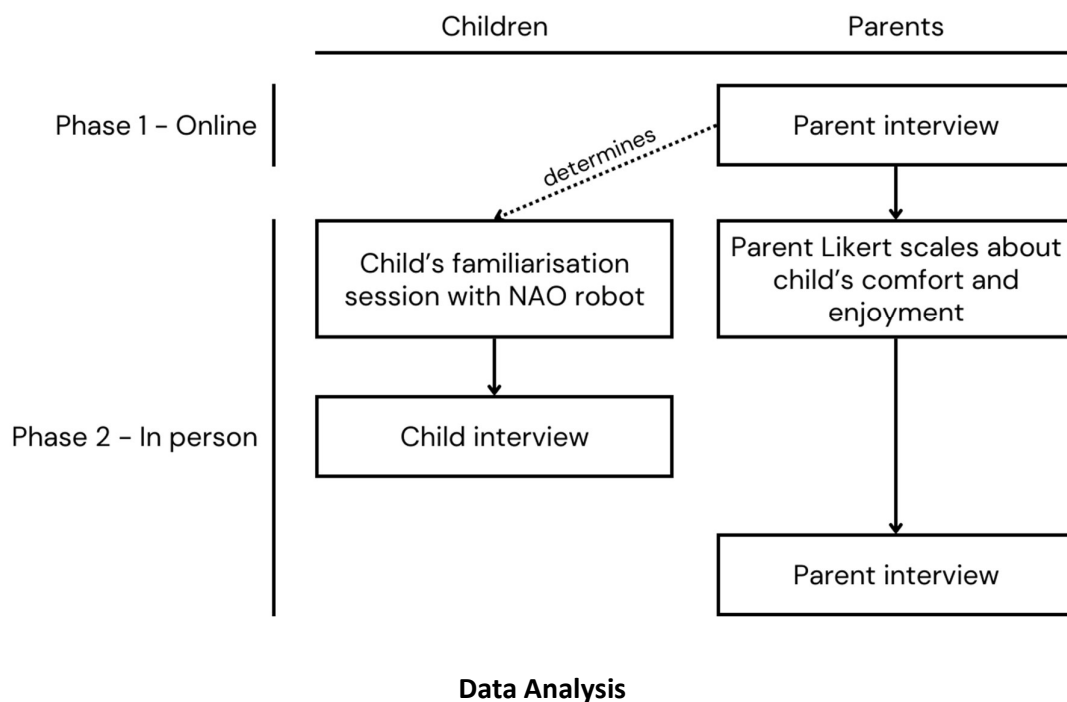 Children
Parents
Phase 1 – Online
Parent interview
determines
Child’s familiarisation
session with NAO robot
Parent Likert scales about
child’s comfort and
enjoyment
Phase 2 – In person
Child interview
Parent interview
Data Analysis